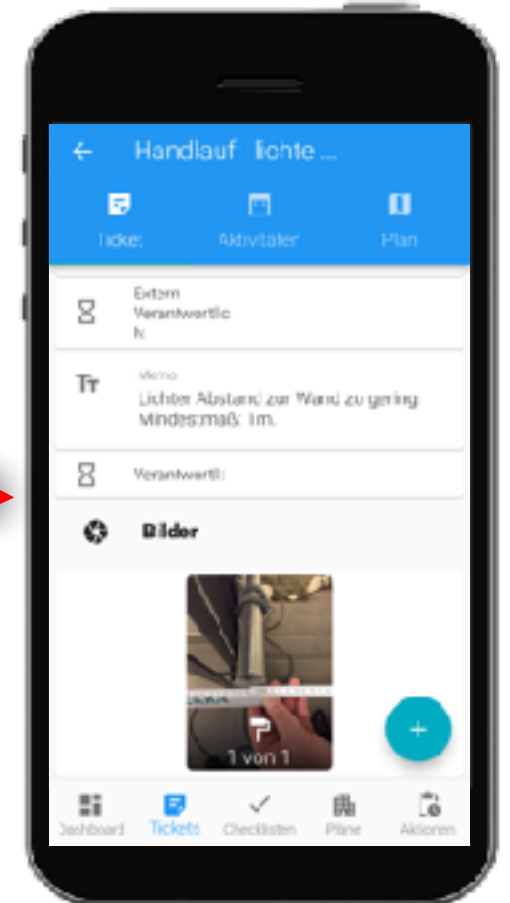 Handlauf: lichte ...
Ticket Aktivitäten Plan
Extern
Verantwortlic
h:
Memo
Lichter Abstand zur Wand zu gering.
Mindestmaß: 1m.
Verantwortl.:
Bilder
1 von 1
Dashboard Tickets Checklisten Pläne Aktionen